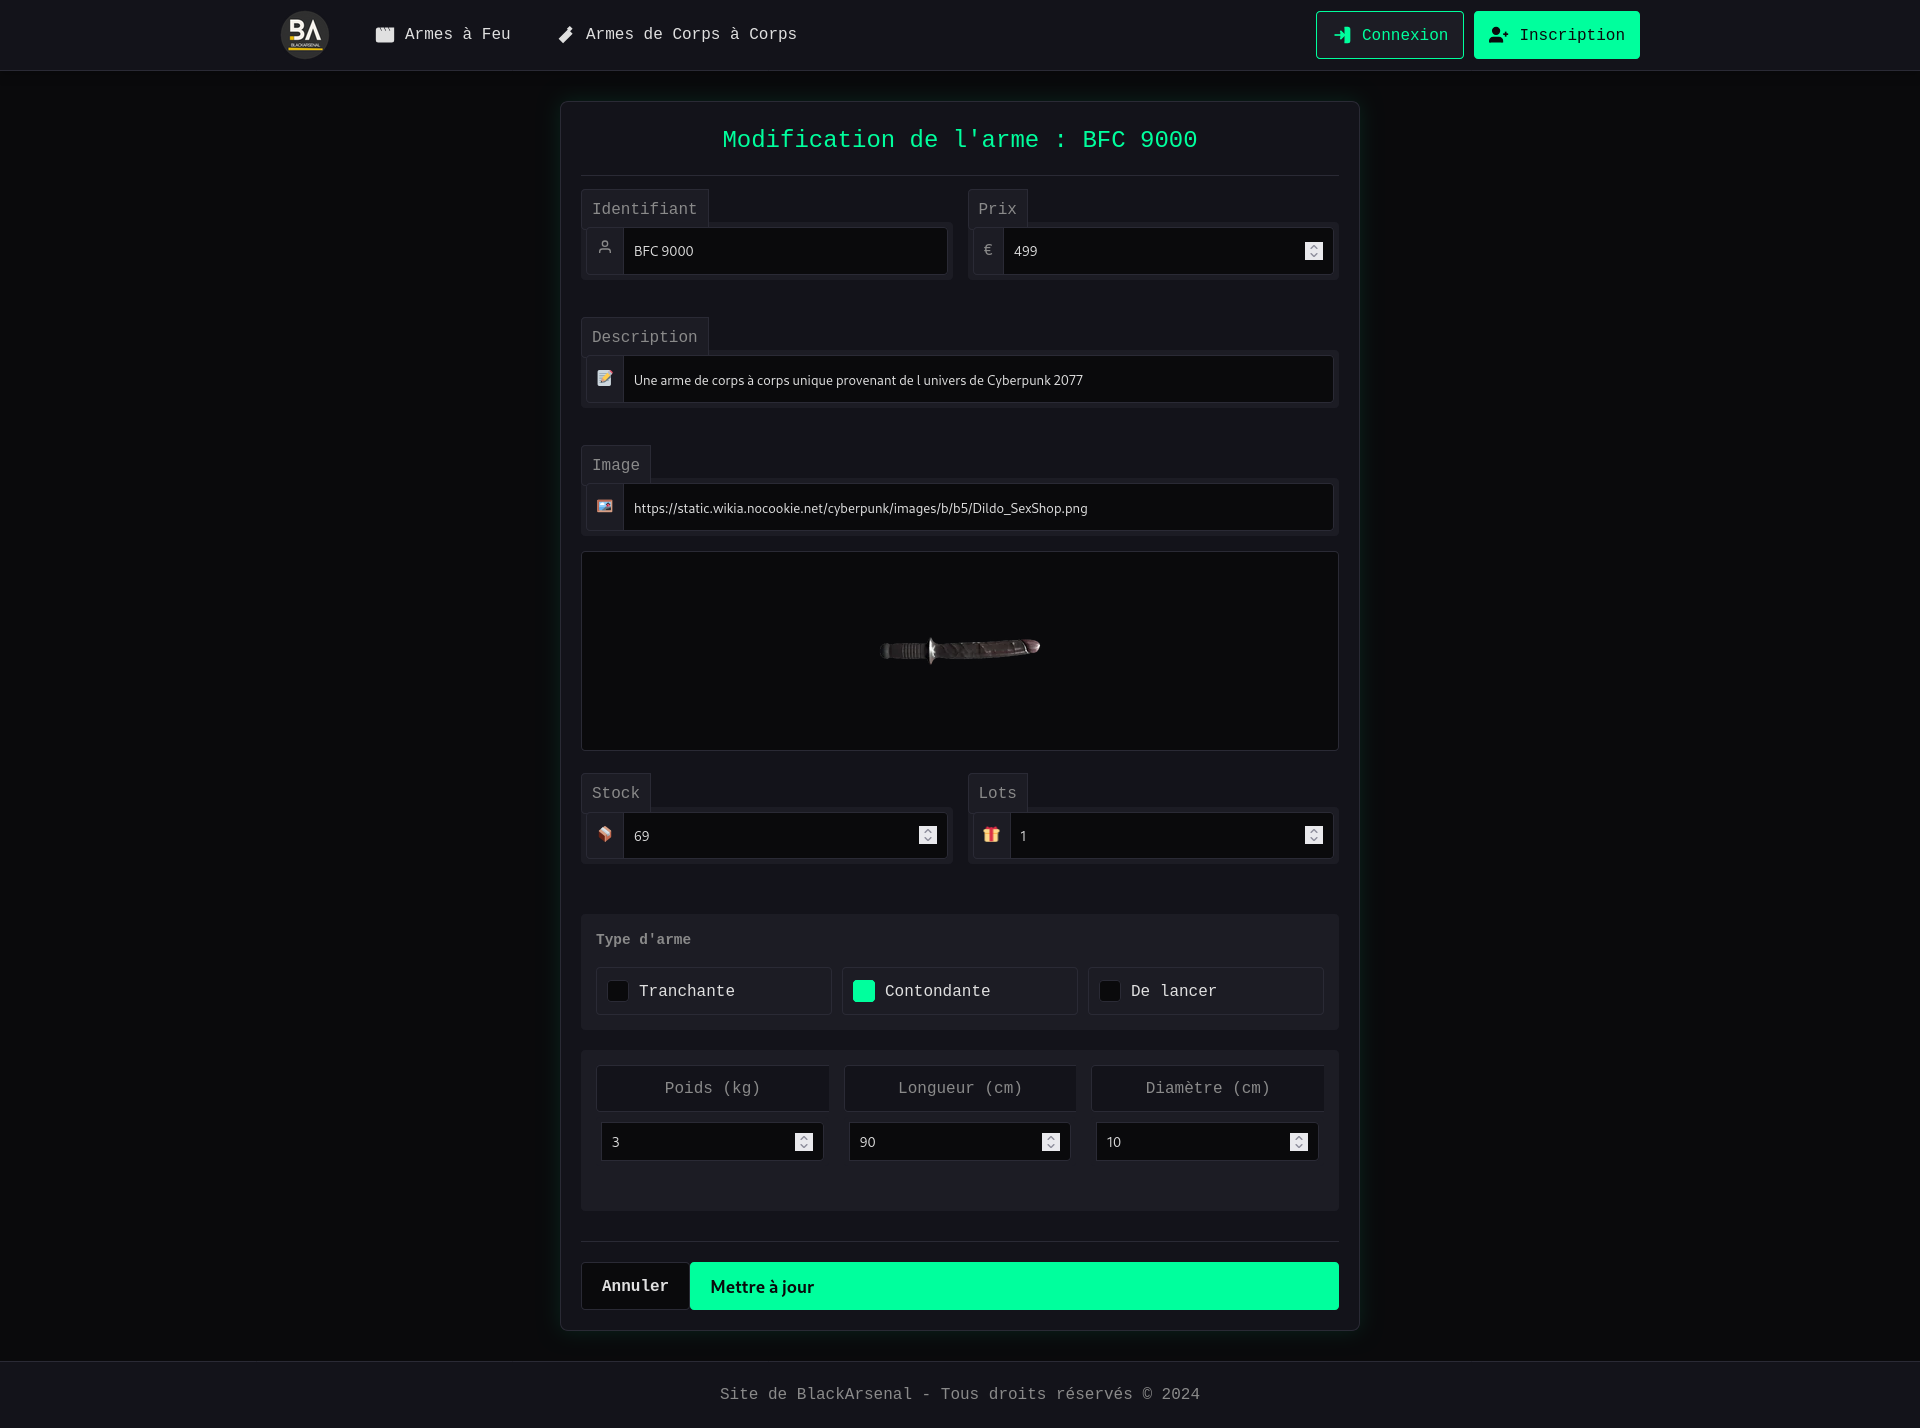 BA
BLACKARSENAL
Armes à Feu
Armes de Corps à Corps
Connexion
Inscription
Modification de l'arme : BFC 9000
Identifiant
Prix
BFC 9000
€
499
Description
Une arme de corps à corps unique provenant de l univers de Cyberpunk 2077
Image
https://static.wikia.nocookie.net/cyberpunk/images/b/b5/Dildo_SexShop.png
Stock
Lots
69
1
Type d'arme
Tranchante
Contondante
De lancer
Poids (kg)
Longueur (cm)
Diamètre (cm)
3
90
10
Annuler
Mettre à jour
Site de BlackArsenal - Tous droits réservés © 2024